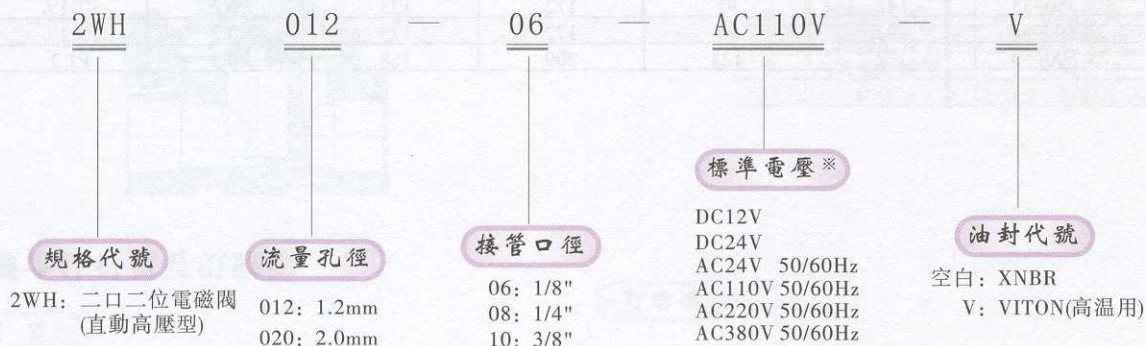 2WH 012 — 06 — AC110V — V
標準電壓※
規格代號
流量孔徑
接管口徑
油封代號
2WH: 二口二位電磁閥
(直動高壓型)
012: 1.2mm
020: 2.0mm
06: 1/8"
08: 1/4"
10: 3/8"
DC12V
DC24V
AC24V 50/60Hz
AC110V 50/60Hz
AC220V 50/60Hz
AC380V 50/60Hz
空白: XNBR
V: VITON(高温用)